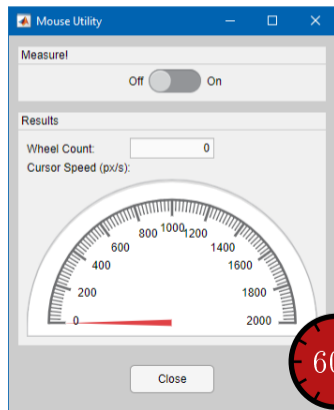 Mouse Utility
Measure!
Off On
Results
Wheel Count: 0
Cursor Speed (px/s):
0
200
400
600
800
1000
1200
1400
1600
1800
2000
Close